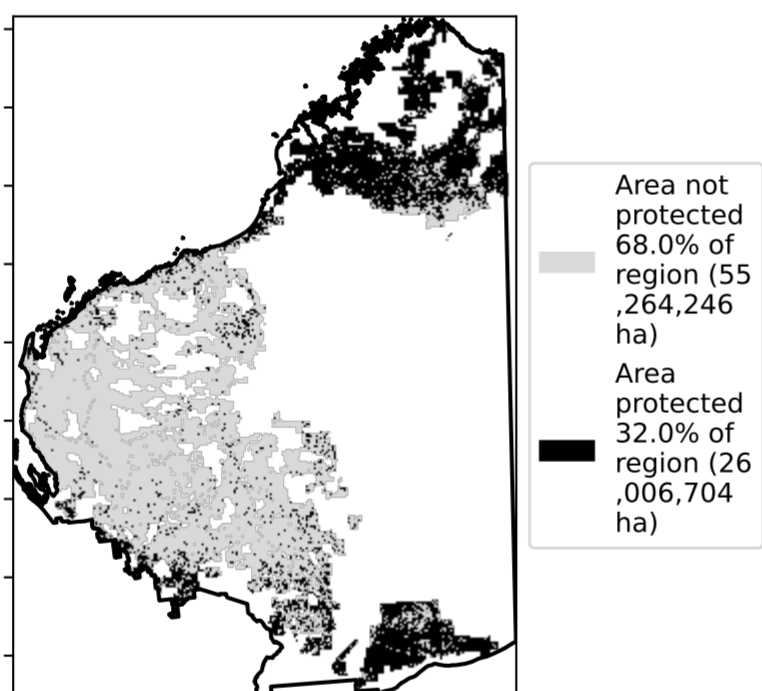 Area not
protected
68.0% of
region (55
,264,246
ha)
Area
protected
32.0% of
region (26
,006,704
ha)